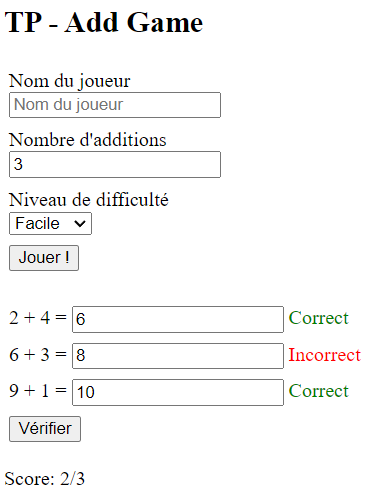 TP - Add Game
Nom du joueur
Nom du joueur
Nombre d'additions
3
Niveau de difficulté
Facile
Jouer !
2 + 4 = 6 Correct
6 + 3 = 8 Incorrect
9 + 1 = 10 Correct
Vérifier
Score: 2/3